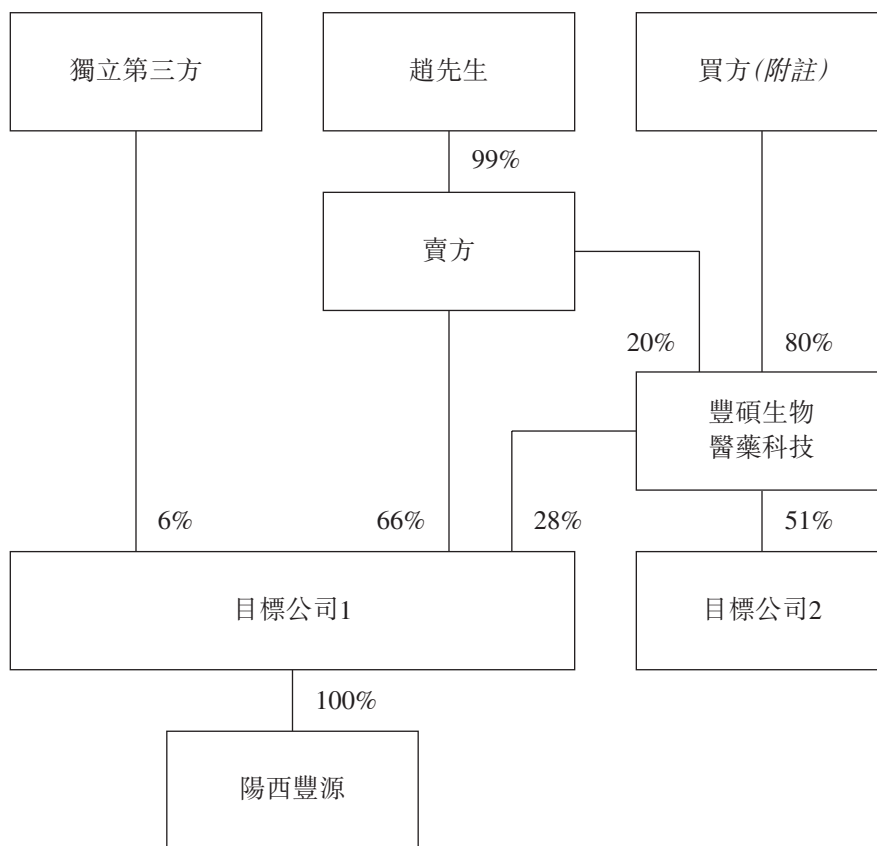 獨立第三方
趙先生
買方(附註)
99%
賣方
20%
80%
豐碩生物
醫藥科技
6%
66%
28%
51%
目標公司1
目標公司2
100%
陽西豐源